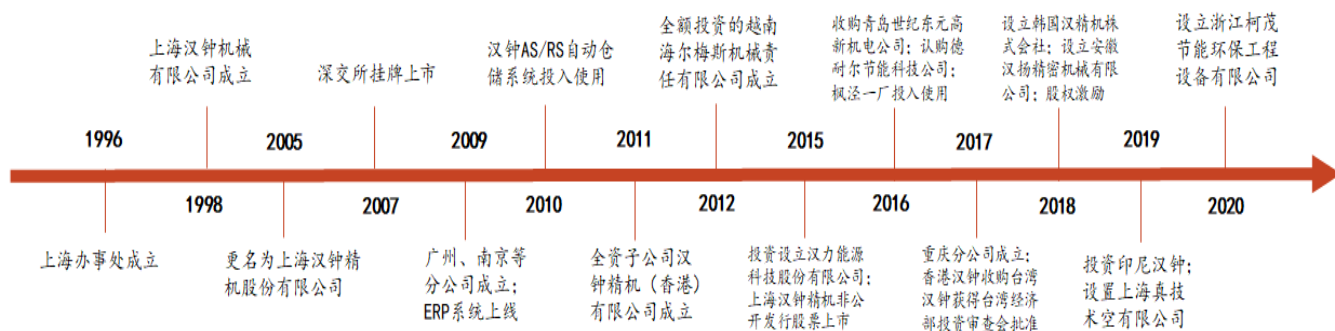 上海汉钟机械
有限公司成立
深交所挂牌上市
汉钟AS/RS自动仓
储系统投入使用
全额投资的越南
海尔梅斯机械责
任有限公司成立
收购青岛世纪东元高
新机电公司；认购德
耐尔节能科技公司；
枫泾一厂投入使用
设立韩国汉精机株
式会社；设立安徽
汉扬精密机械有限
公司；股权激励
设立浙江柯茂
节能环保工程
设备有限公司
1996
2005
2009
2011
2015
2017
2019
1998
2007
2010
2012
2016
2018
2020
上海办事处成立
更名为上海汉钟精
机股份有限公司
广州、南京等
分公司成立；
ERP系统上线
全资子公司汉
钟精机（香港）
有限公司成立
投资设立汉力能源
科技股份有限公司；
上海汉钟精机非公
开发行股票上市
重庆分公司成立；
香港汉钟收购台湾
汉钟获得台湾经济
部投资审查会批准
投资印尼汉钟；
设置上海真技
术空有限公司